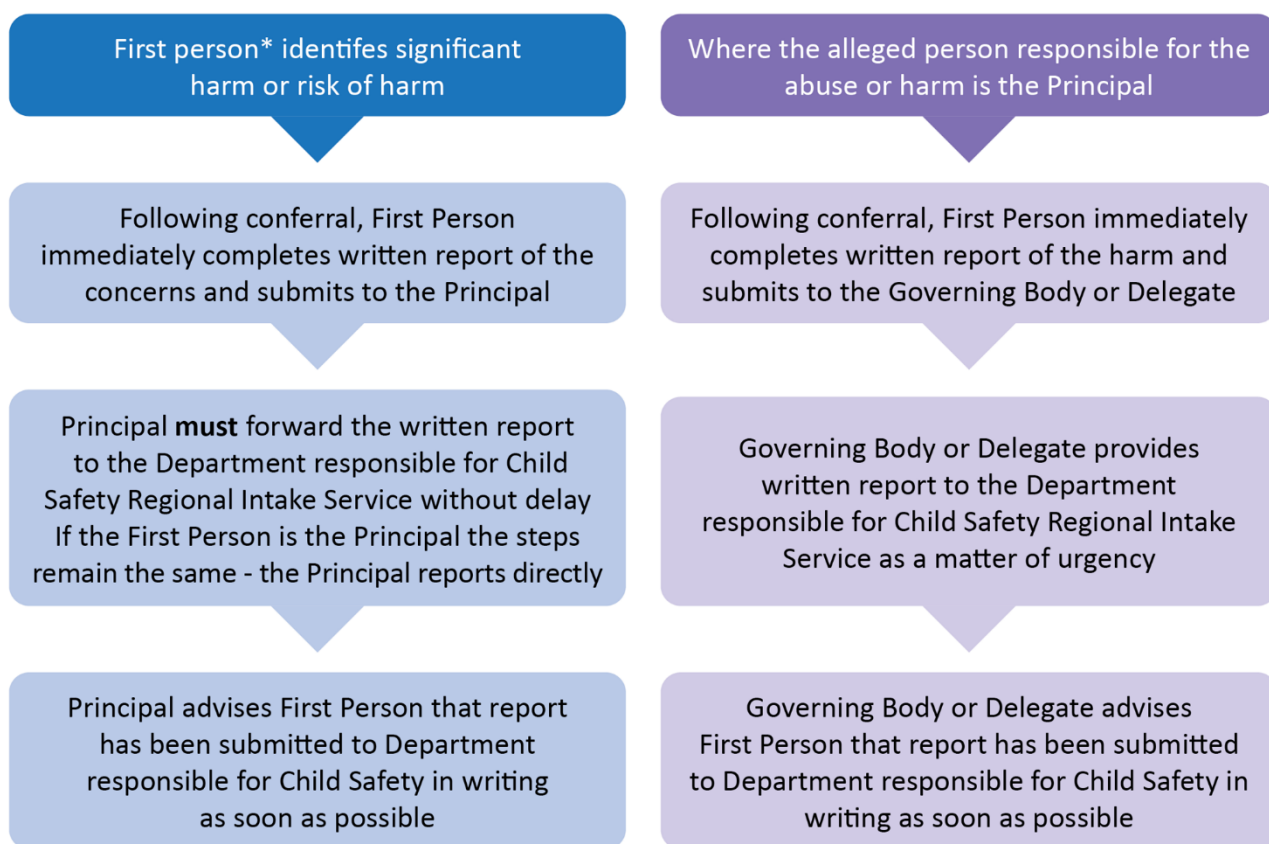 First person* identifes significant
harm or risk of harm
Following conferral, First Person
immediately completes written report of the
concerns and submits to the Principal
Principal must forward the written report
to the Department responsible for Child
Safety Regional Intake Service without delay
If the First Person is the Principal the steps
remain the same - the Principal reports directly
Principal advises First Person that report
has been submitted to Department
responsible for Child Safety in writing
as soon as possible
Where the alleged person responsible for the
abuse or harm is the Principal
Following conferral, First Person immediately
completes written report of the harm and
submits to the Governing Body or Delegate
Governing Body or Delegate provides
written report to the Department
responsible for Child Safety Regional Intake
Service as a matter of urgency
Governing Body or Delegate advises
First Person that report has been submitted
to Department responsible for Child Safety in
writing as soon as possible